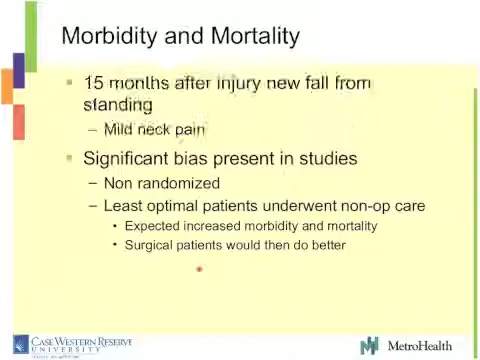 Morbidity and Mortality
15 months after injury new fall from
standing
– Mild neck pain
Significant bias present in studies
– Non randomized
– Least optimal patients underwent non-op care
• Expected increased morbidity and mortality
• Surgical patients would then do better
CASE WESTERN RESERVE
UNIVERSITY
MetroHealth